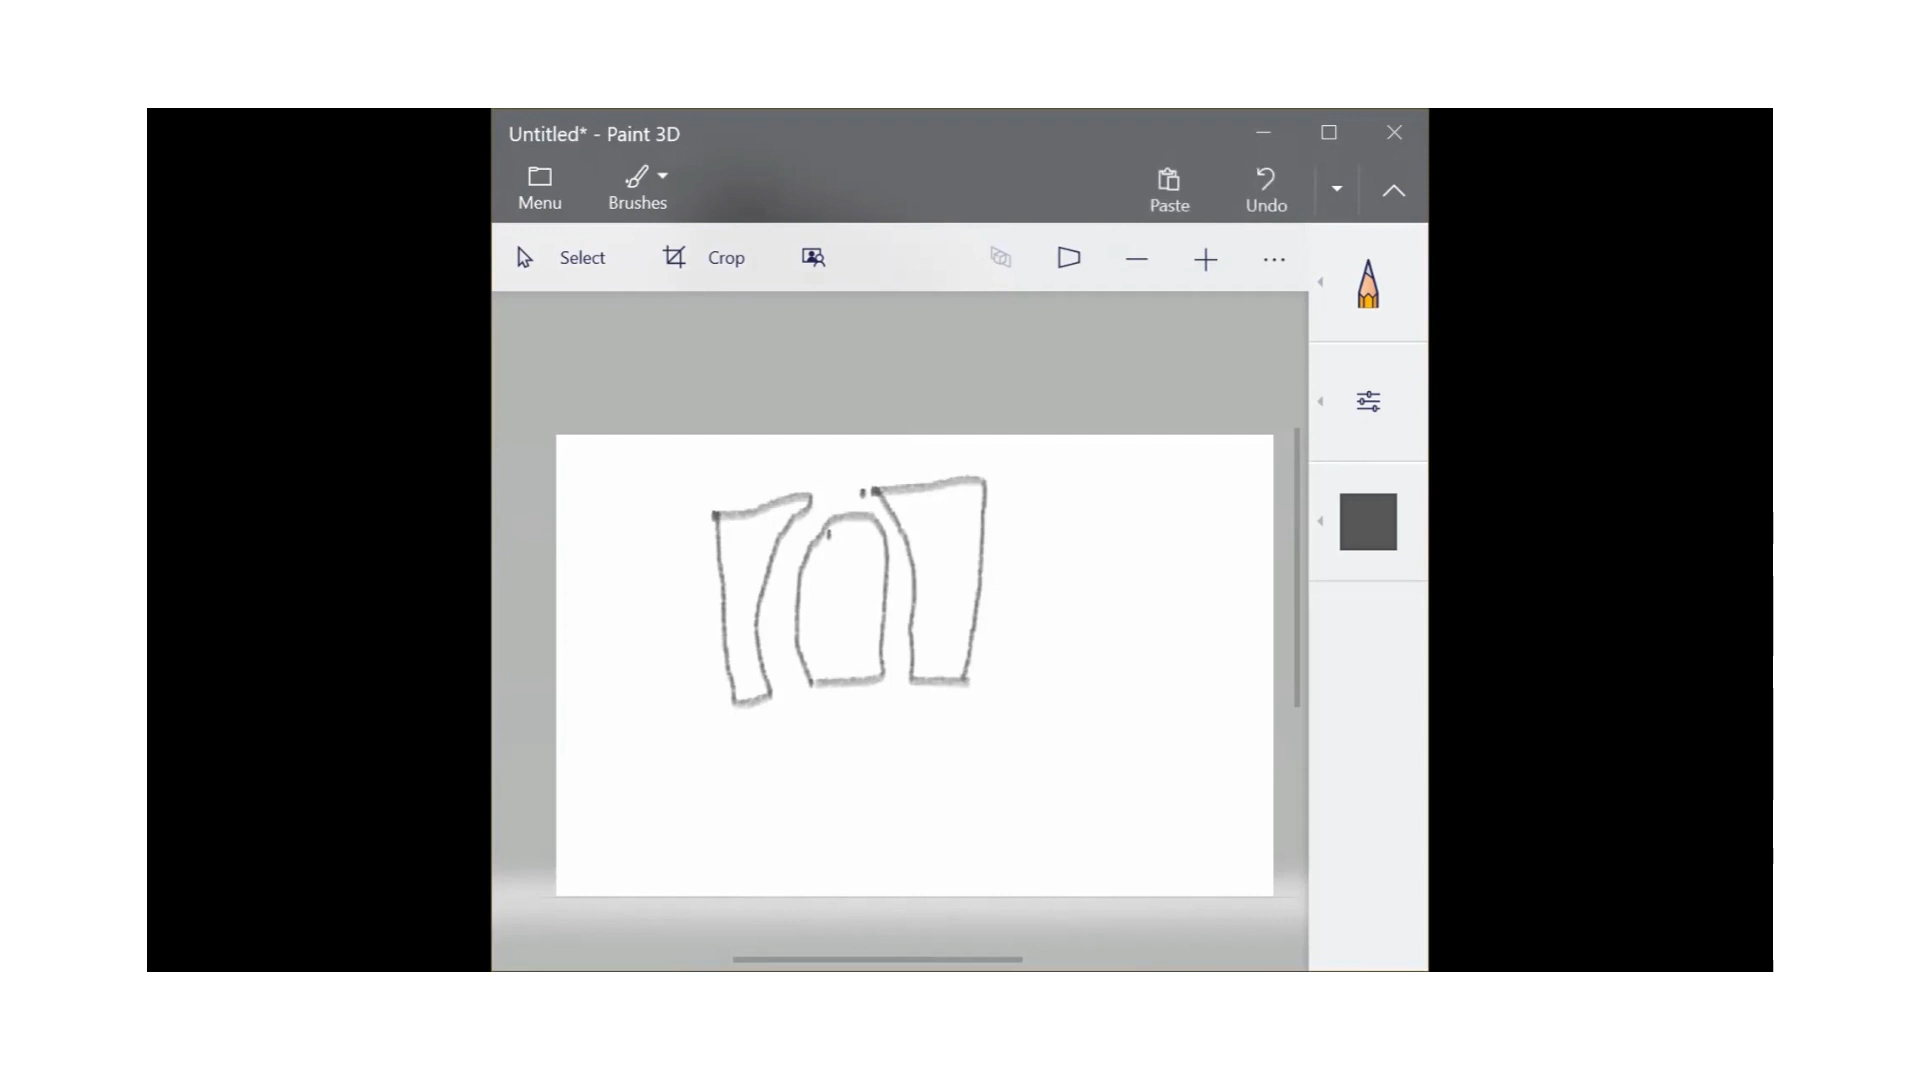 Untitled* - Paint 3D
Menu
Brushes
Paste
Undo
Select
Crop